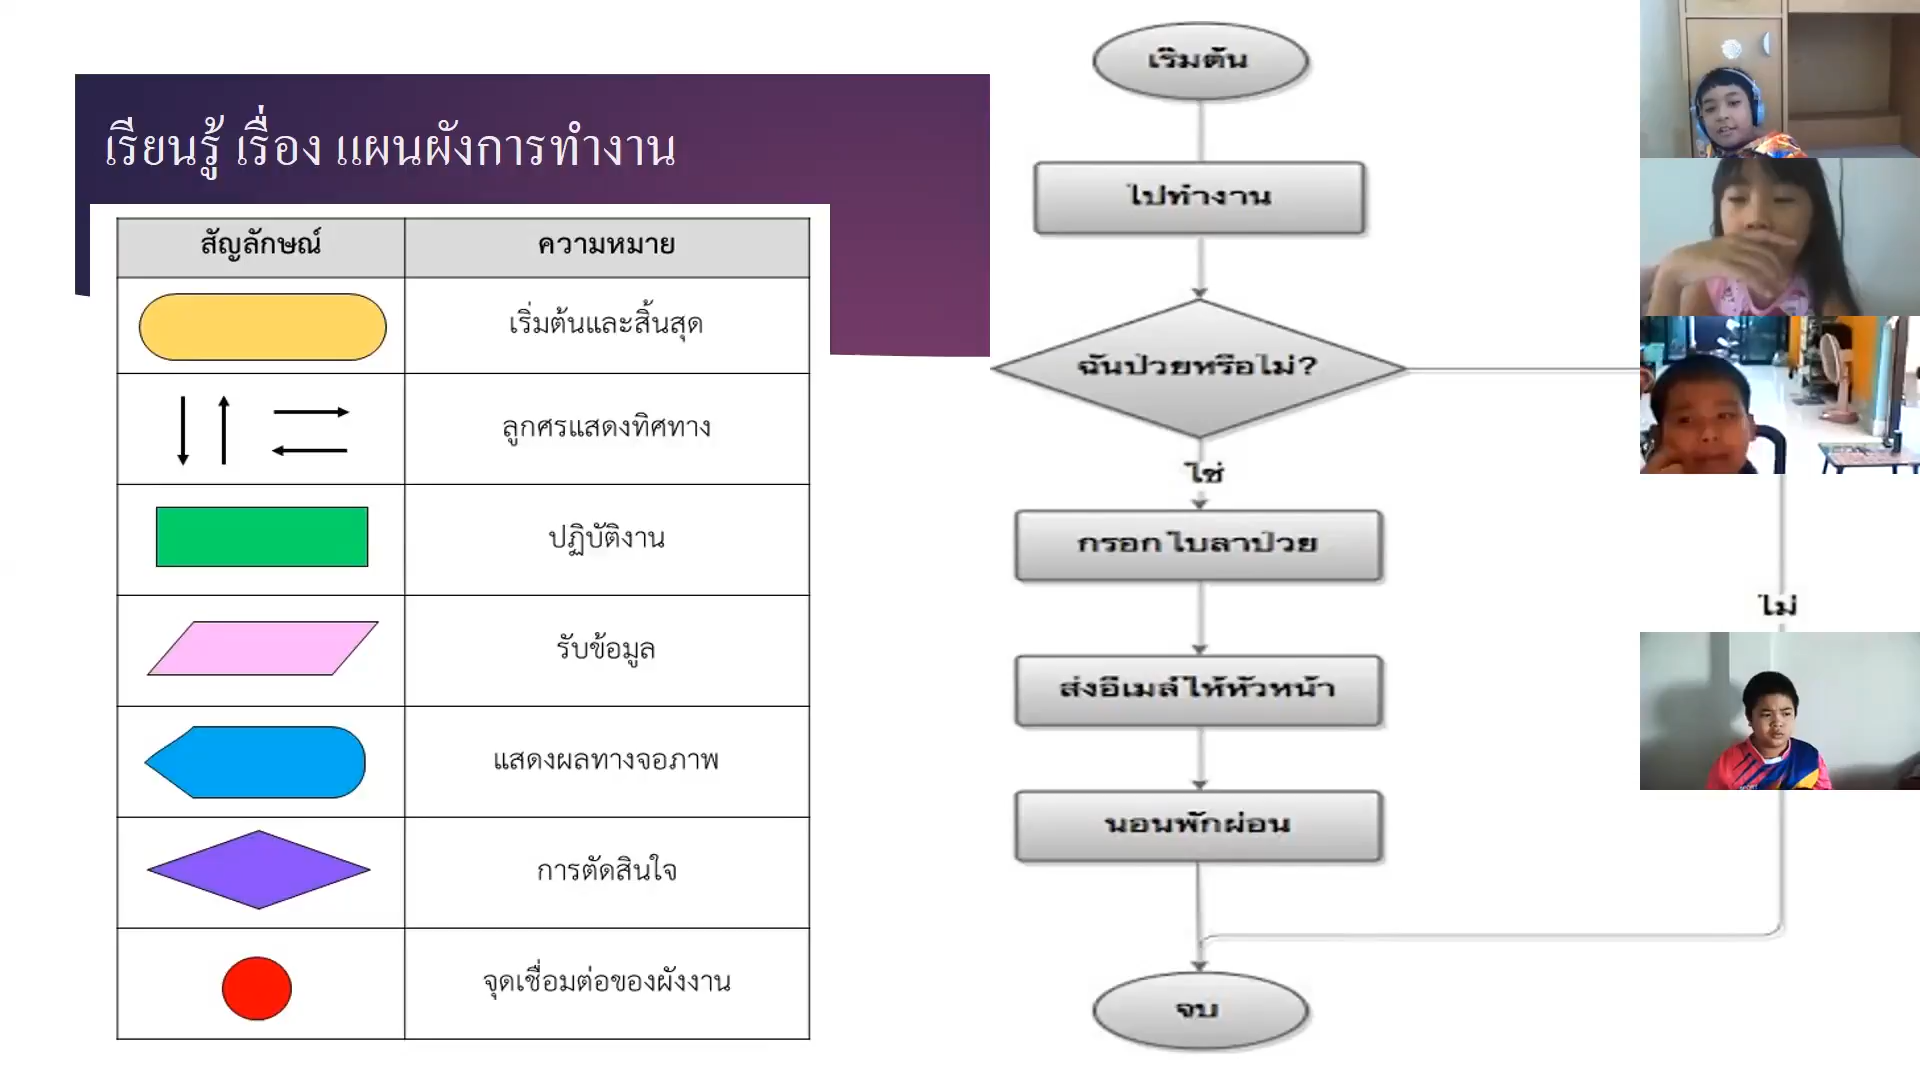 เรียนรู้ เรื่อง แผนผังการทำงาน
สัญลักษณ์ ความหมาย
เริ่มต้นและสิ้นสุด
ลูกศรแสดงทิศทาง
ปฏิบัติงาน
รับข้อมูล
แสดงผลทางจอภาพ
การตัดสินใจ
จุดเชื่อมต่อของผังงาน
เริ่มต้น
ไปทำงาน
ฉันป่วยหรือไม่?
ใช่
กรอกใบลาป่วย
ส่งอีเมล์ให้หัวหน้า
นอนพักผ่อน
ไม่
จบ